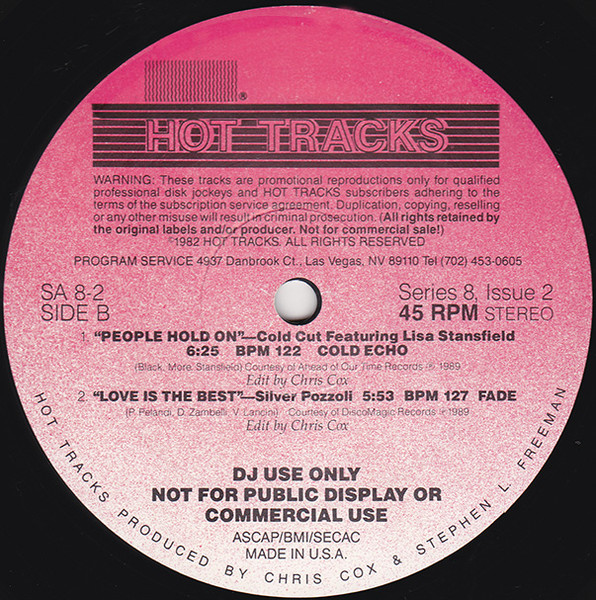 ®
HOT TRACKS
WARNING: These tracks are promotional reproductions only for qualified
professional disk jockeys and HOT TRACKS subscribers adhering to the
terms of the subscription service agreement. Duplication, copying, reselling
or any other misuse will result in criminal prosecution. (All rights retained by
the original labels and/or producer. Not for commercial sale!)
©1982 HOT TRACKS. ALL RIGHTS RESERVED
PROGRAM SERVICE 4937 Danbrook Ct., Las Vegas, NV 89110 Tel (702) 453-0605
SA 8-2
SIDE B
Series 8, Issue 2
45 RPM STEREO
1. "PEOPLE HOLD ON"—Cold Cut Featuring Lisa Stansfield
6:25 BPM 122 COLD ECHO
(Black, More, Stansfield) Courtesy of Ahead of Our Time Records ℗ 1989
Edit by Chris Cox
2. "LOVE IS THE BEST"—Silver Pozzoli 5:53 BPM 127 FADE
(P. Pelandi, D. Zambelli, V. Lancini) Courtesy of DiscoMagic Records ℗ 1989
Edit by Chris Cox
DJ USE ONLY
NOT FOR PUBLIC DISPLAY OR
COMMERCIAL USE
ASCAP/BMI/SECAC
MADE IN U.S.A.
HOT TRACKS PRODUCED BY CHRIS COX & STEPHEN L. FREEMAN